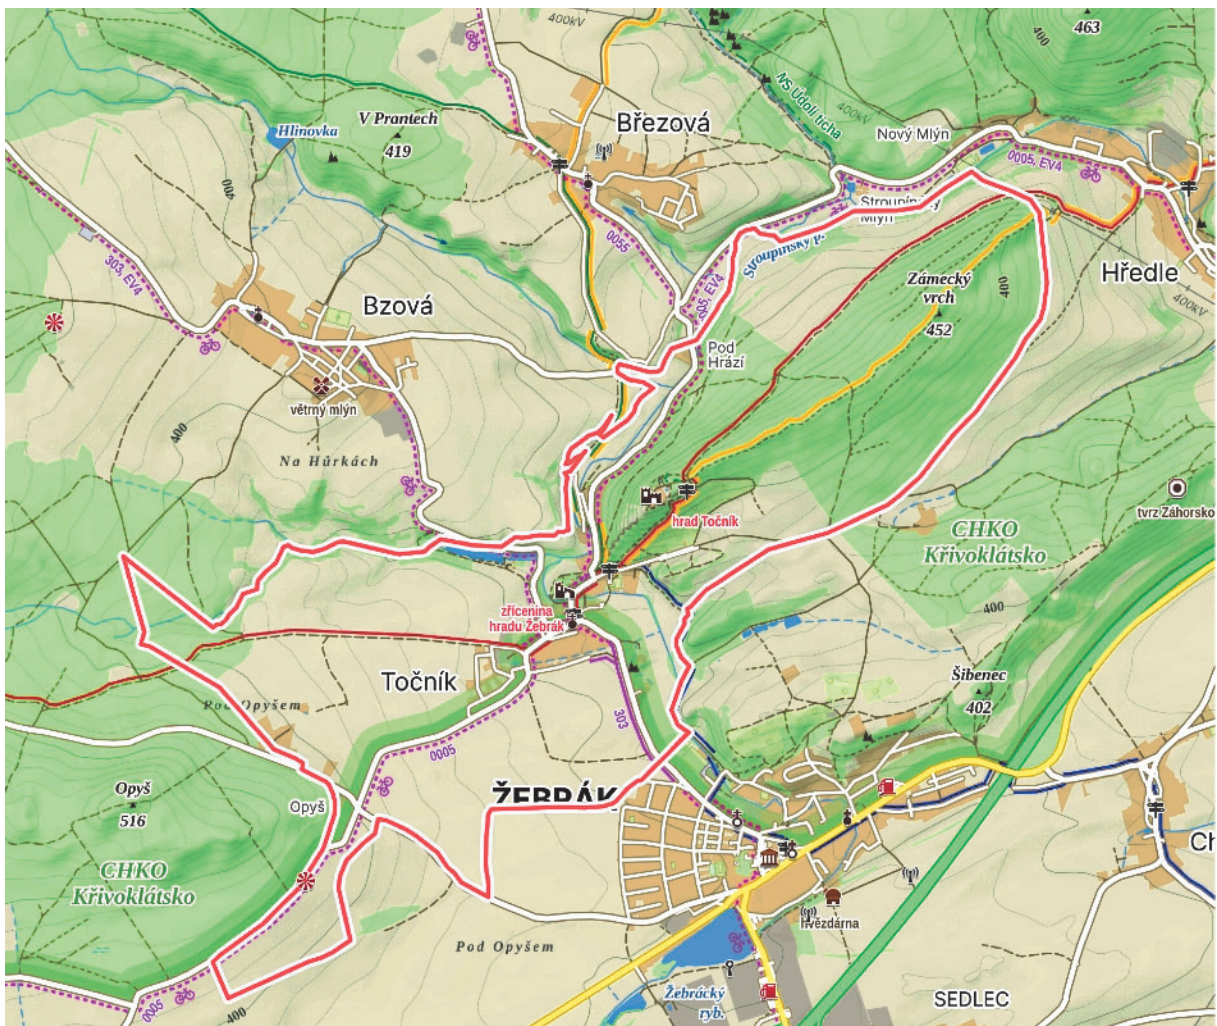 400kV
463
400
V Prantech
419
Březová
NS Údolí ticha
400kV
Nový Mlýn
0005, EV4
Hlinovka
400
Stroupínský
Mlýn
0055
Stroupínský p.
303, EV4
Hředle
Zámecký
vrch
452
400
400kV
Bzová
05, EV4
Pod
Hrází
větrný mlýn
400
Na Hůrkách
tvrz Záhorsko
hrad Točník
CHKO
Křivoklátsko
400
zřícenina
hradu Žebrák
Točník
Šibenec
402
Pod Opyšem
303
0005
Opyš
516
Opyš
ŽEBRÁK
Ch
CHKO
Křivoklátsko
hvězdárna
Pod Opyšem
Žebrácký
ryb.
SEDLEC
0005
400